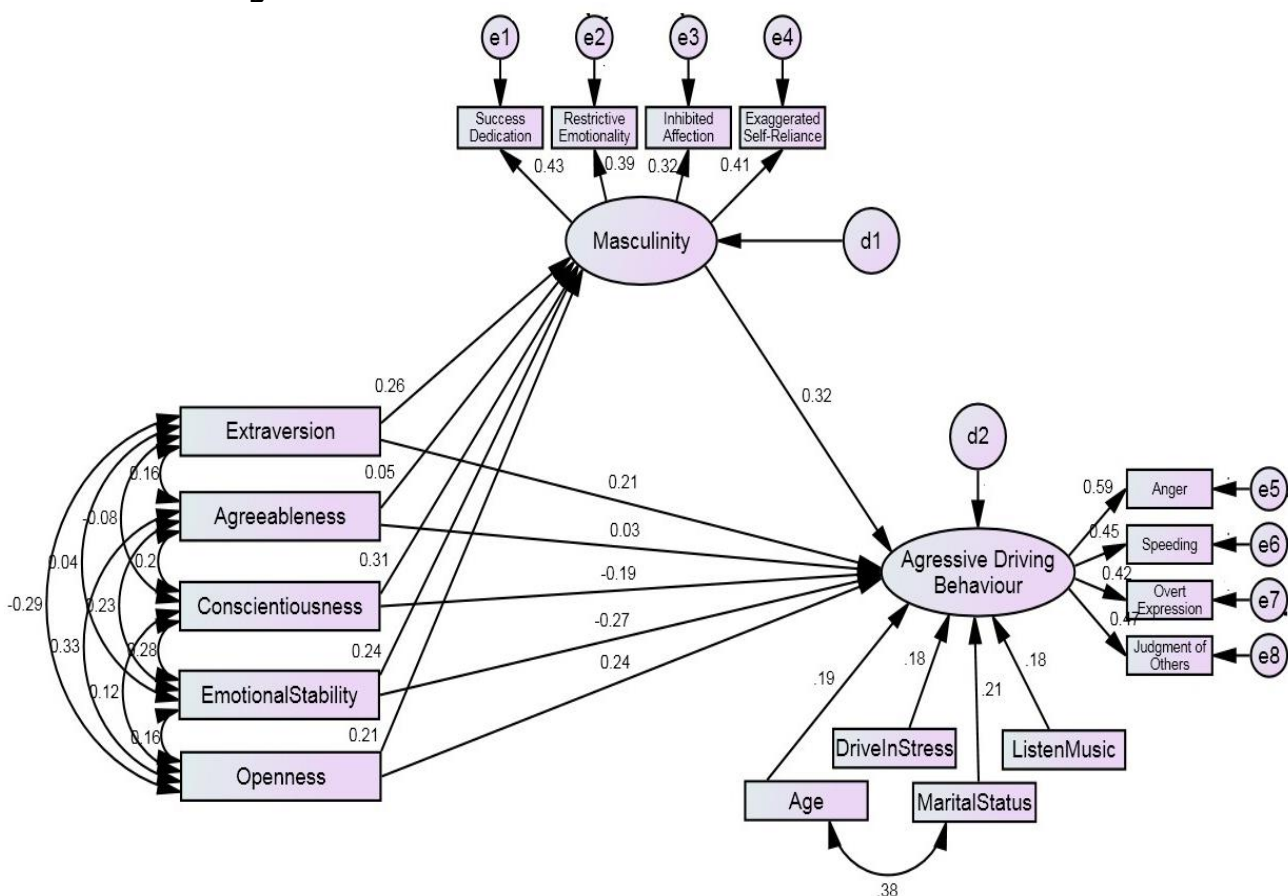 e1
e2
e3
e4
Success
Dedication
Restrictive
Emotionality
Inhibited
Affection
Exaggerated
Self-Reliance
0.43
0.39
0.32
0.41
Masculinity
d1
0.26
0.32
Extraversion
d2
0.16
0.05
0.21
0.59
Anger
e5
Agreeableness
-0.08
0.03
0.45
Speeding
e6
0.2
0.31
Agressive Driving
Behaviour
0.04
-0.19
0.42
Overt
Expression
e7
-0.29
0.23
Conscientiousness
-0.27
0.47
0.33
0.28
0.24
0.24
Judgment of
Others
e8
0.12
EmotionalStability
.19
.18
.21
.18
0.16
0.21
Openness
DriveInStress
ListenMusic
Age
MaritalStatus
.38